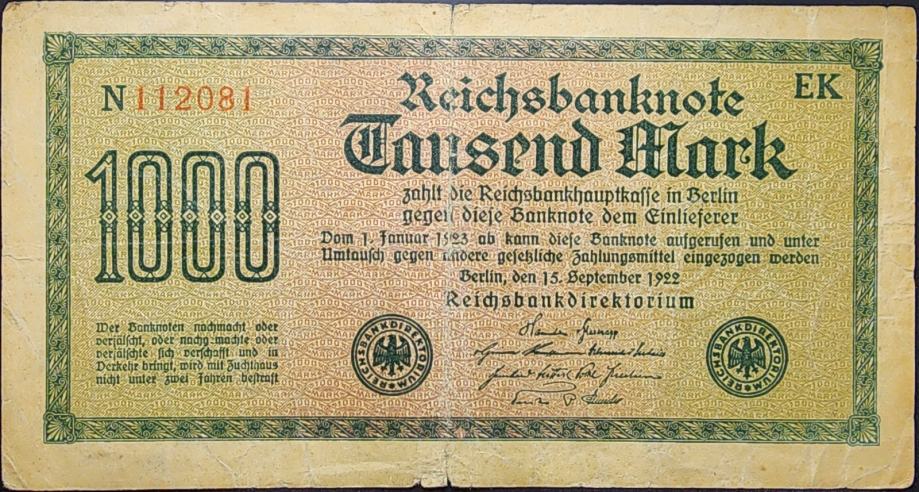 N 112081
EK
Reichsbanknote
Tausend Mark
1000
zahlt die Reichsbankhauptkasse in Berlin
gegen diese Banknote dem Einlieferer
Vom 1. Januar 1923 ab kann diese Banknote aufgerufen und unter
Umtausch gegen andere gesetzliche Zahlungsmittel eingezogen werden
Berlin, den 15. September 1922
Reichsbankdirektorium
Wer Banknoten nachmacht oder
verfälscht, oder nachgemachte oder
verfälschte sich verschafft und in
Verkehr bringt, wird mit Zuchthaus
nicht unter zwei Jahren bestraft
REICHSBANKDIREKTORIUM
REICHSBANKDIREKTORIUM